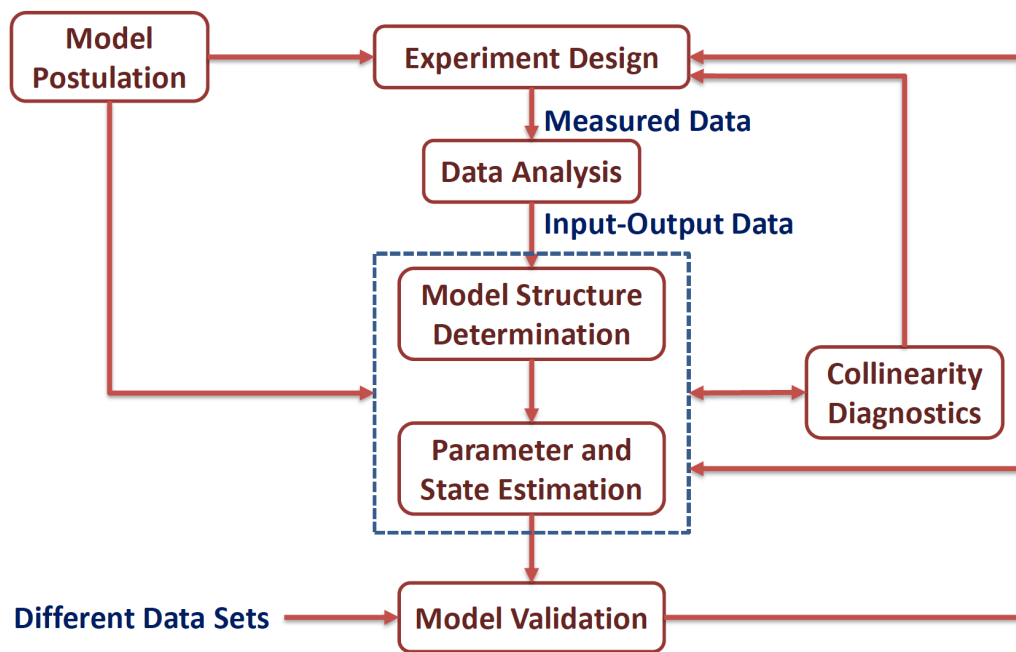 Model
Postulation
Experiment Design
Measured Data
Data Analysis
Input-Output Data
Model Structure
Determination
Collinearity
Diagnostics
Parameter and
State Estimation
Different Data Sets
Model Validation